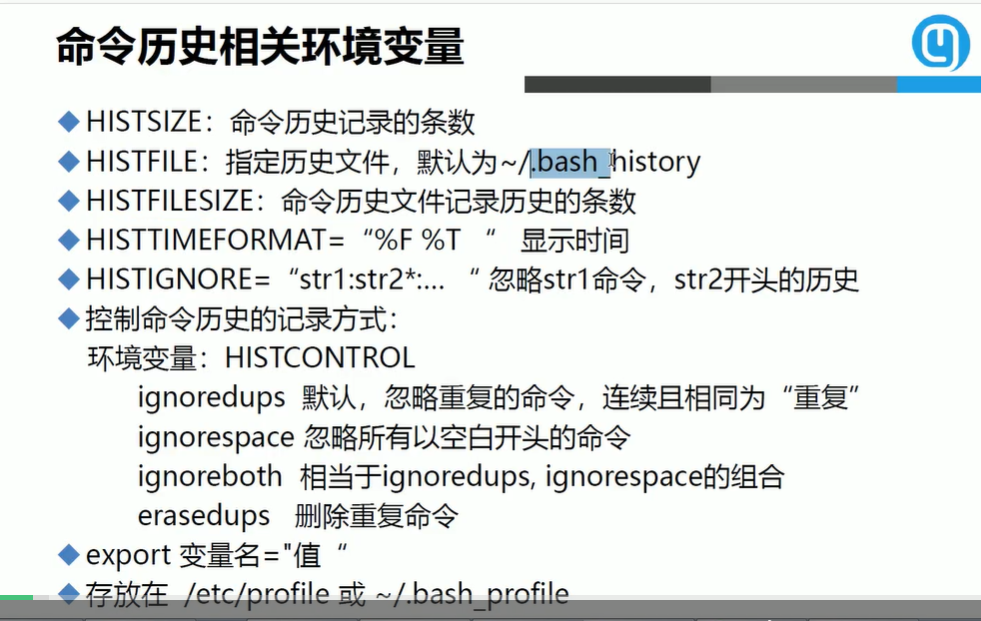 命令历史相关环境变量
HISTSIZE：命令历史记录的条数
HISTFILE：指定历史文件，默认为~/.bash_history
HISTFILESIZE：命令历史文件记录历史的条数
HISTTIMEFORMAT=“%F %T “ 显示时间
HISTIGNORE=“str1:str2*:… “ 忽略str1命令，str2开头的历史
控制命令历史的记录方式：
环境变量：HISTCONTROL
ignoredups 默认，忽略重复的命令，连续且相同为“重复”
ignorespace 忽略所有以空白开头的命令
ignoreboth 相当于ignoredups, ignorespace的组合
erasedups 删除重复命令
export 变量名="值“
存放在 /etc/profile 或 ~/.bash_profile